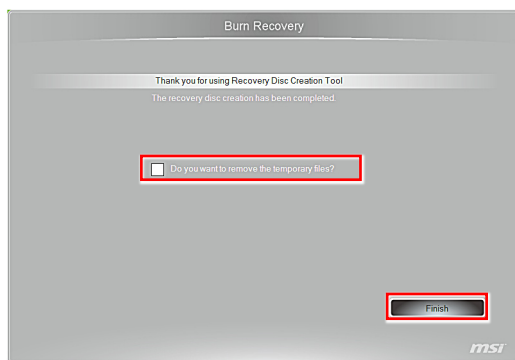 Burn Recovery
Thank you for using Recovery Disc Creation Tool
The recovery disc creation has been completed.
Do you want to remove the temporary files?
Finish
msi